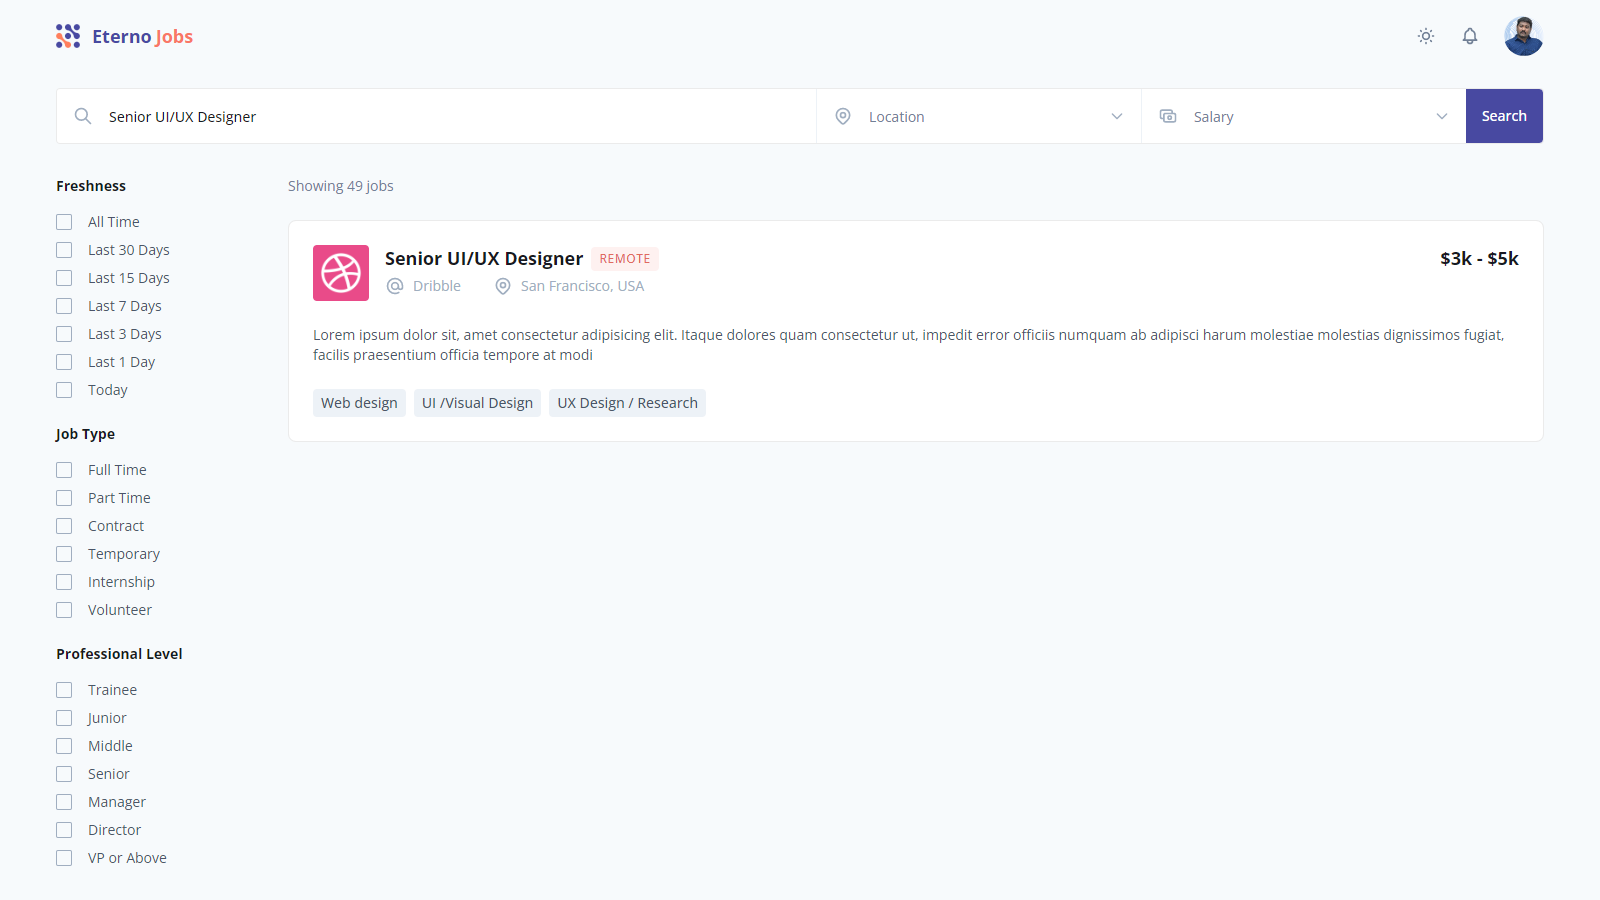 Eterno Jobs
Senior UI/UX Designer
Location
Salary
Search
Freshness
All Time
Last 30 Days
Last 15 Days
Last 7 Days
Last 3 Days
Last 1 Day
Today
Job Type
Full Time
Part Time
Contract
Temporary
Internship
Volunteer
Professional Level
Trainee
Junior
Middle
Senior
Manager
Director
VP or Above
Showing 49 jobs
Senior UI/UX Designer REMOTE
$3k - $5k
Dribble San Francisco, USA
Lorem ipsum dolor sit, amet consectetur adipisicing elit. Itaque dolores quam consectetur ut, impedit error officiis numquam ab adipisci harum molestiae molestias dignissimos fugiat,
facilis praesentium officia tempore at modi
Web design UI /Visual Design UX Design / Research